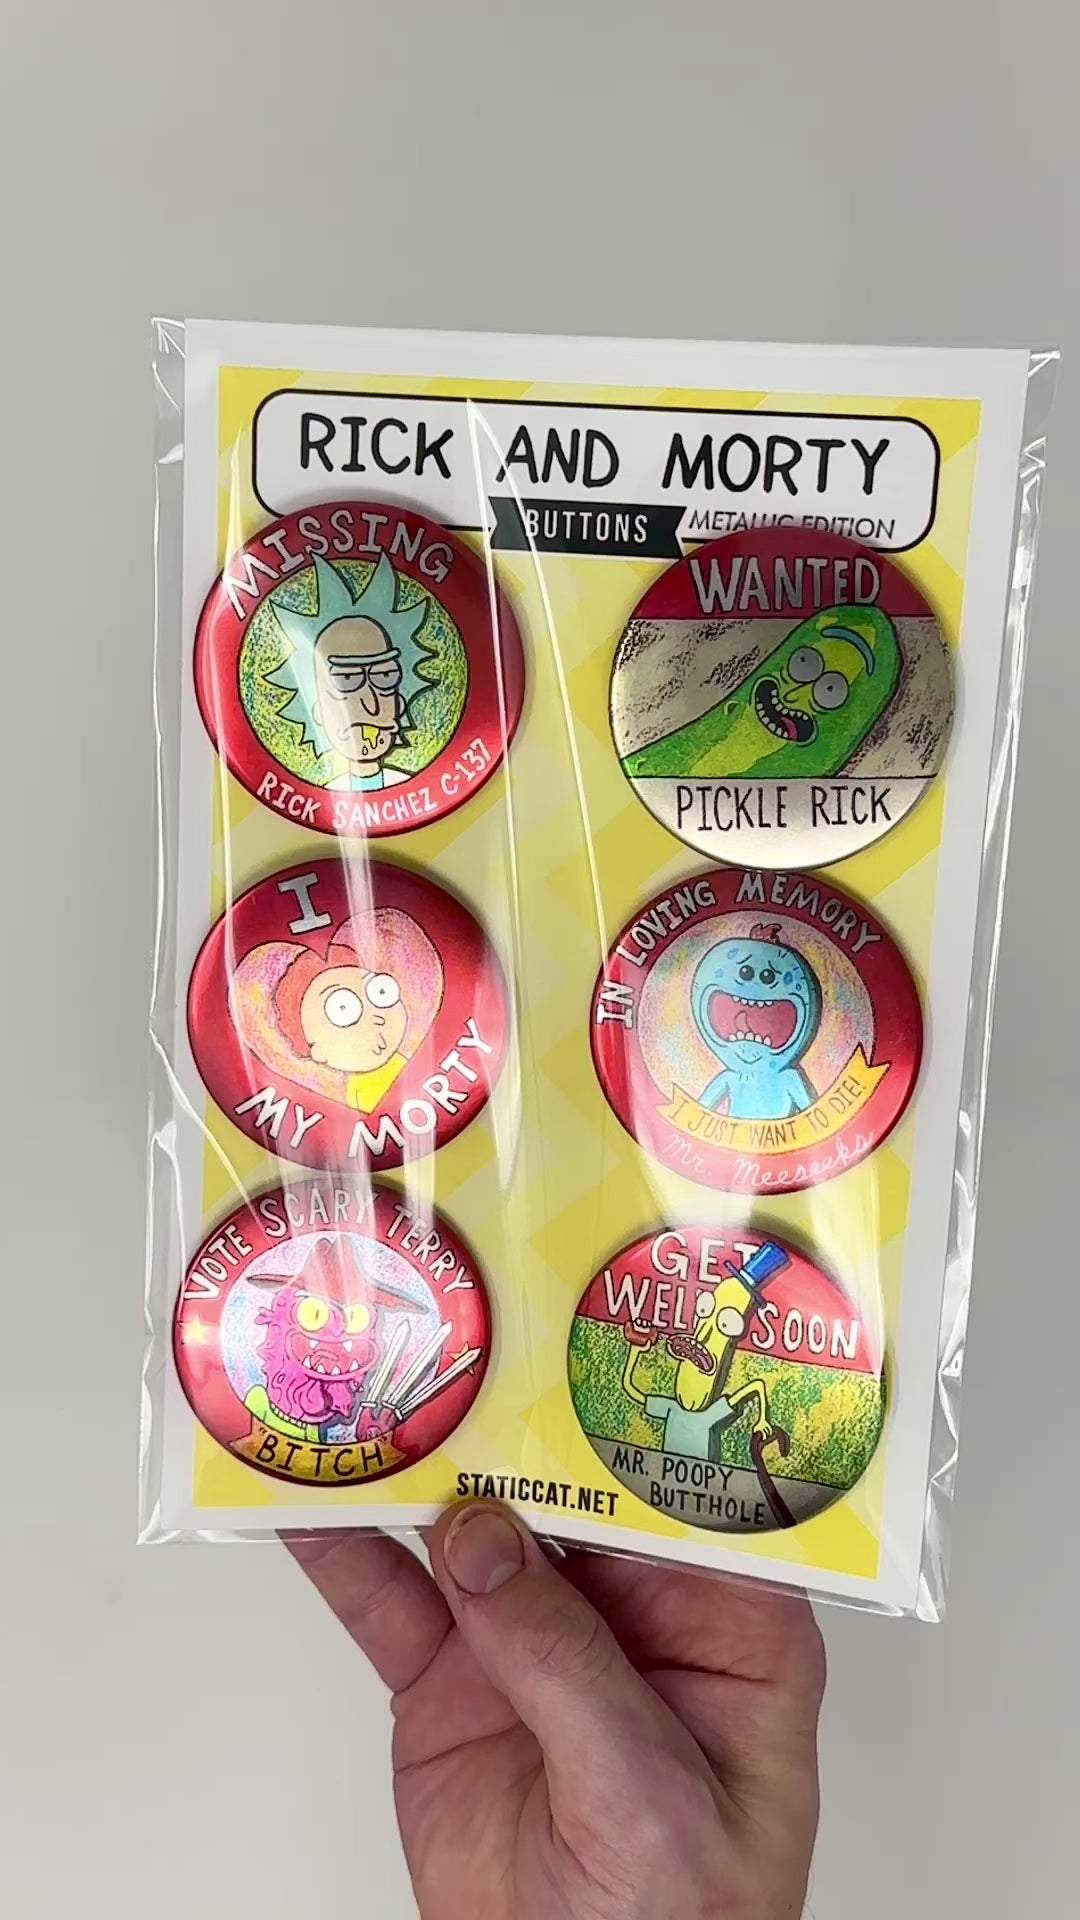 RICK AND MORTY
BUTTONS
METALLIC EDITION
MISSING
RICK SANCHEZ C-137
WANTED
PICKLE RICK
I
MY MORTY
IN LOVING MEMORY
I JUST WANT TO DIE!
Mr. Meeseeks
VOTE SCARY TERRY
"BITCH"
GET
WELL SOON
MR. POOPY
BUTTHOLE
STATICCAT.NET